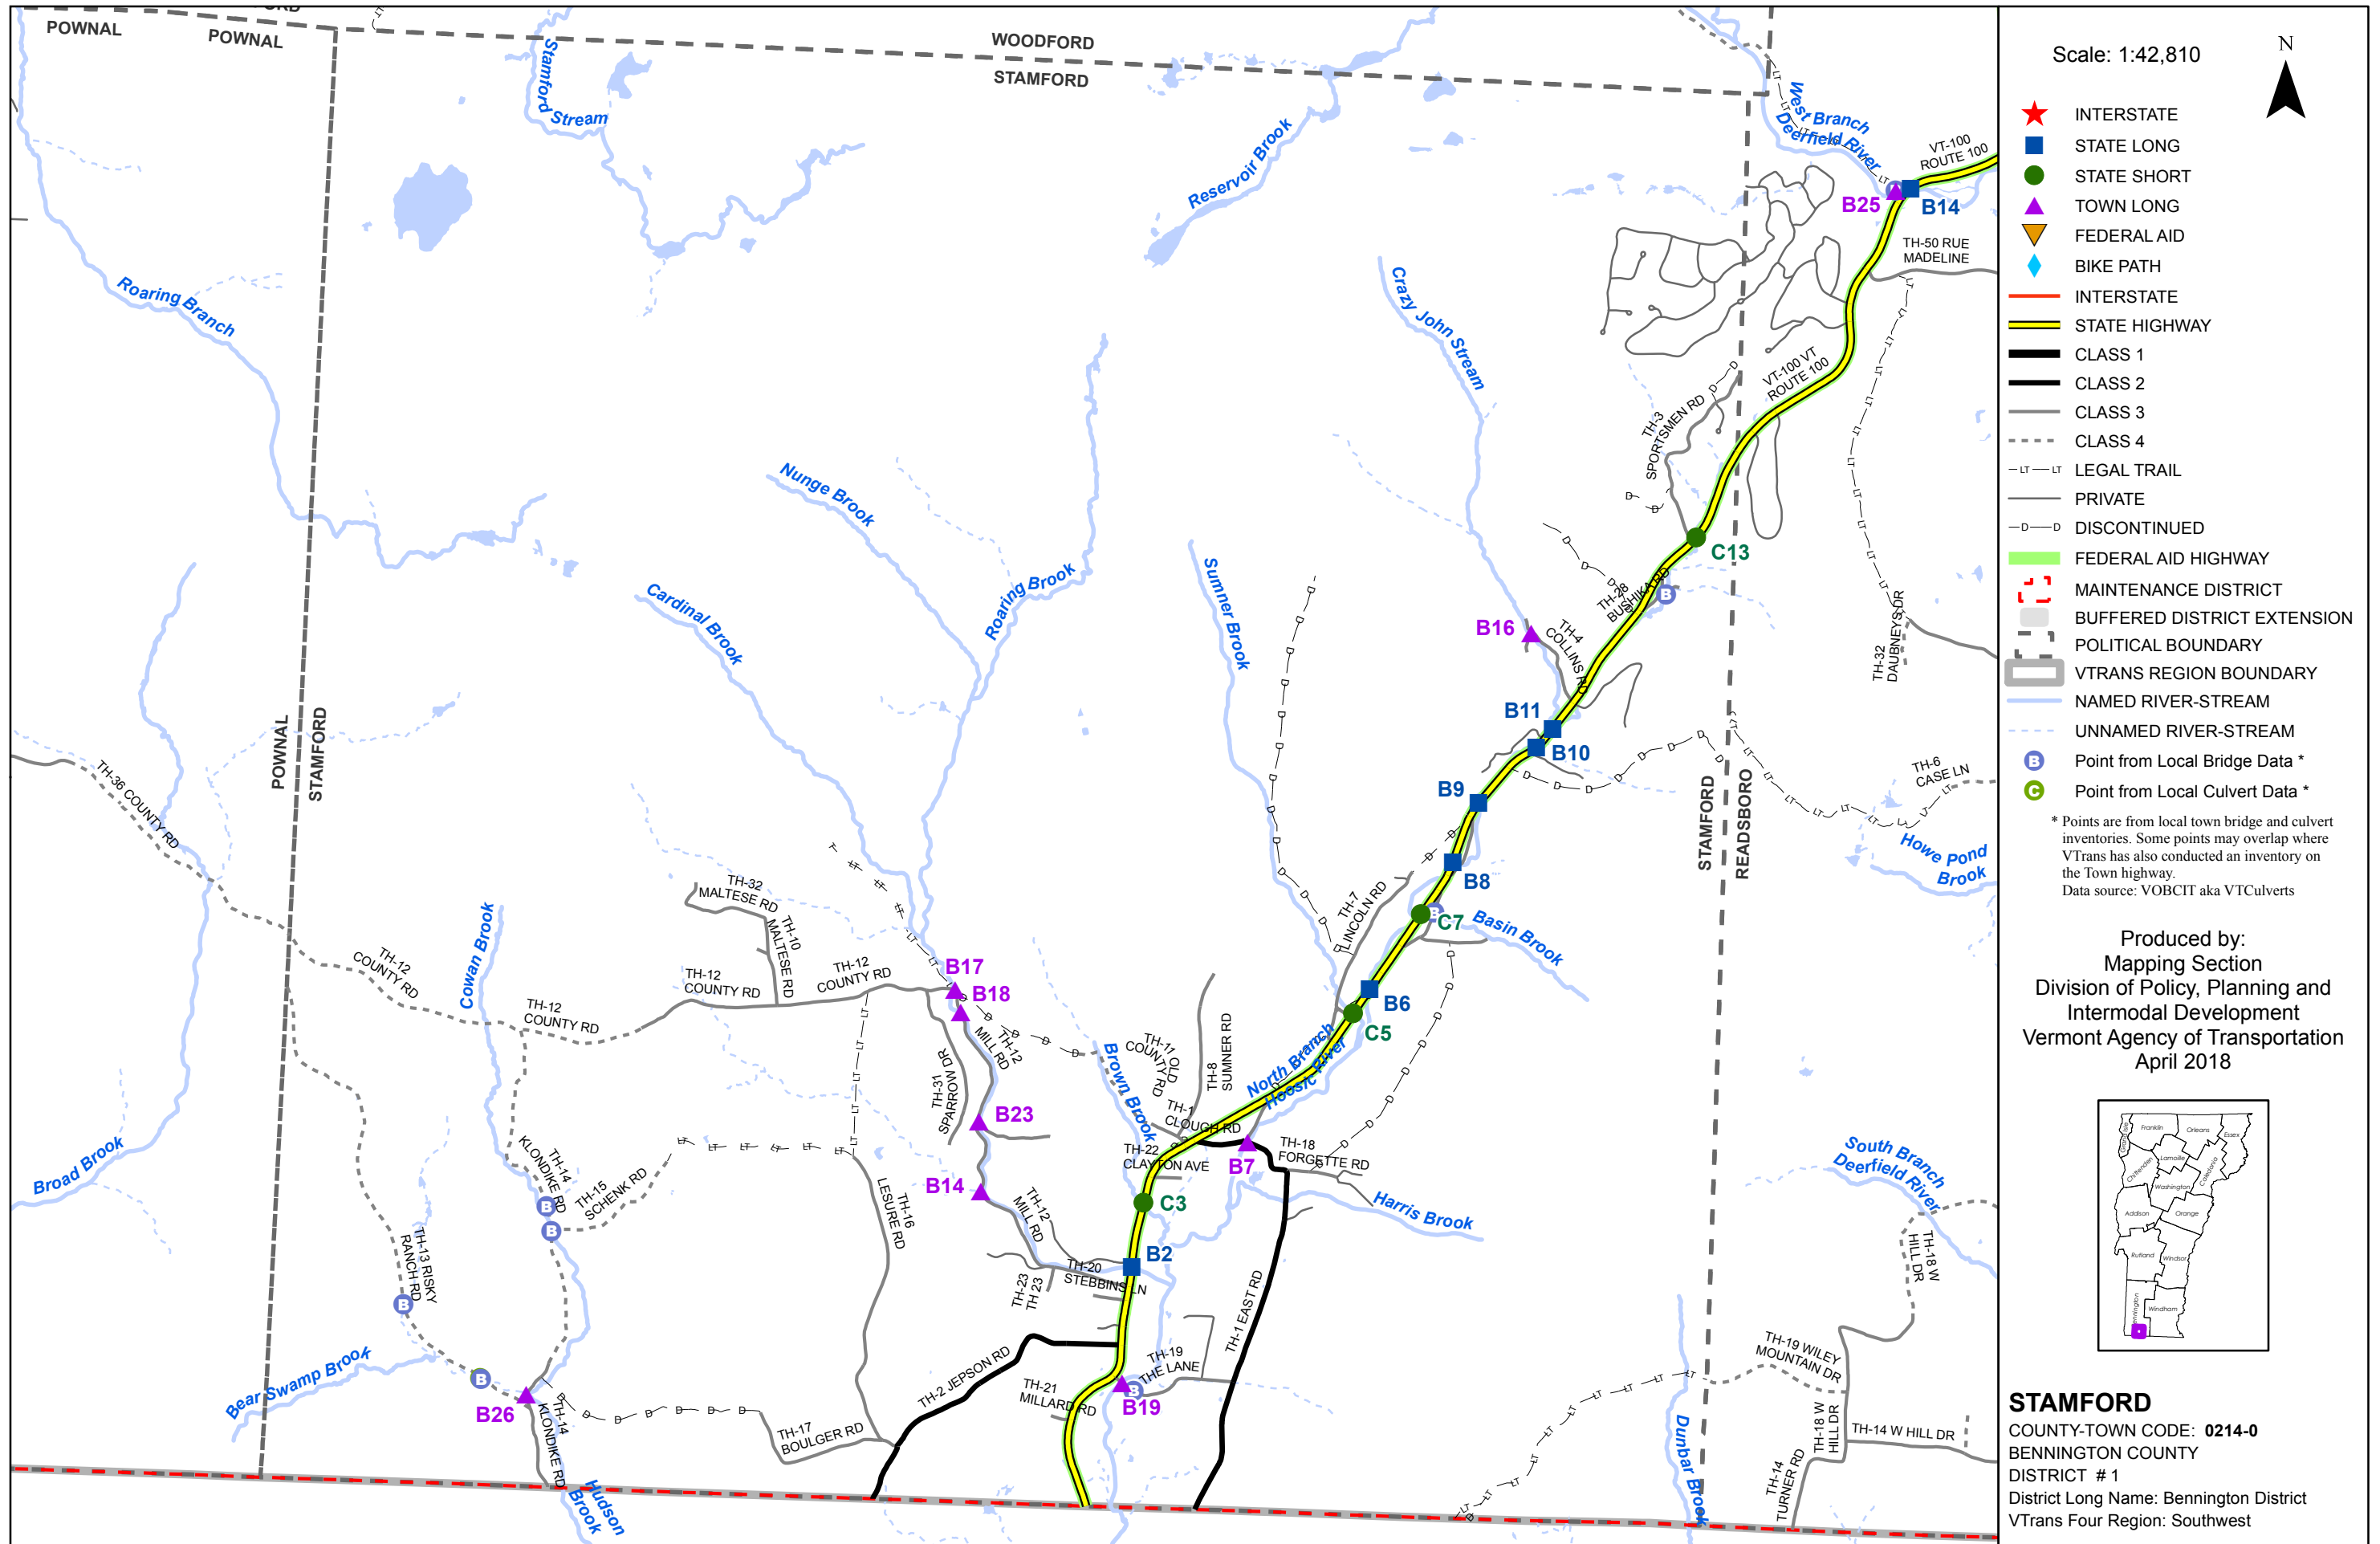 POWNAL
POWNAL
WOODFORD
STAMFORD
Stamford
Stream
Reservoir Brook
West Branch
Deerfield River
VT-100
ROUTE 100
B25
B14
TH-50 RUE
MADELINE
Roaring Branch
Crazy John Stream
VT-100 VT
ROUTE 100
TH-3
SPORTSMEN RD
Nunge Brook
C13
Cardinal Brook
Roaring Brook
Sumner Brook
TH-28
BUSHIKA RD
B
B16
TH-4
COLLINS RD
TH-32
DAUBNEYS DR
POWNAL
STAMFORD
B11
B10
TH-36 COUNTY RD
B9
STAMFORD
READSBORO
TH-6
CASE LN
Howe Pond
Brook
B8
TH-32
MALTESE RD
TH-10
MALTESE RD
TH-7
LINCOLN RD
C7
B
Basin Brook
Cowan Brook
TH-12
COUNTY RD
TH-12
COUNTY RD
TH-12
COUNTY RD
TH-12
COUNTY RD
B17
B18
B6
C5
TH-12
MILL RD
TH-31
SPARROW DR
Brown Brook
TH-11 OLD
COUNTY RD
TH-8
SUMNER RD
North Branch
Hoosic River
B23
TH-1
CLOUGH RD
TH-22
CLAYTON AVE
B7
TH-18
FORGETTE RD
Harris Brook
South Branch
Deerfield River
Broad Brook
TH-14
KLONDIKE RD
B
B
TH-15
SCHENK RD
TH-16
LESURE RD
B14
TH-12
MILL RD
C3
B2
TH-20
STEBBINS LN
TH-23
TH 23
TH-13 RISKY
RANCH RD
B
TH-1 EAST RD
TH-18 W
HILL DR
Bear Swamp Brook
B
B26
TH-14
KLONDIKE RD
TH-17
BOULGER RD
TH-2 JEPSON RD
TH-21
MILLARD RD
TH-19
THE LANE
B
B19
TH-19 WILEY
MOUNTAIN DR
TH-18 W
HILL DR
TH-14 W HILL DR
TH-14
TURNER RD
Hudson
Brook
Dunbar Brook
Scale: 1:42,810
N
INTERSTATE
STATE LONG
STATE SHORT
TOWN LONG
FEDERAL AID
BIKE PATH
INTERSTATE
STATE HIGHWAY
CLASS 1
CLASS 2
CLASS 3
CLASS 4
LT LT LEGAL TRAIL
PRIVATE
D D DISCONTINUED
FEDERAL AID HIGHWAY
MAINTENANCE DISTRICT
BUFFERED DISTRICT EXTENSION
POLITICAL BOUNDARY
VTRANS REGION BOUNDARY
NAMED RIVER-STREAM
UNNAMED RIVER-STREAM
B Point from Local Bridge Data *
C Point from Local Culvert Data *
* Points are from local town bridge and culvert
inventories. Some points may overlap where
VTrans has also conducted an inventory on
the Town highway.
Data source: VOBCIT aka VTCulverts
Produced by:
Mapping Section
Division of Policy, Planning and
Intermodal Development
Vermont Agency of Transportation
April 2018
Franklin
Orleans
Essex
Lamoille
Chittenden
Caledonia
Washington
Addison
Orange
Rutland
Windsor
Windham
STAMFORD
COUNTY-TOWN CODE: 0214-0
BENNINGTON COUNTY
DISTRICT # 1
District Long Name: Bennington District
VTrans Four Region: Southwest